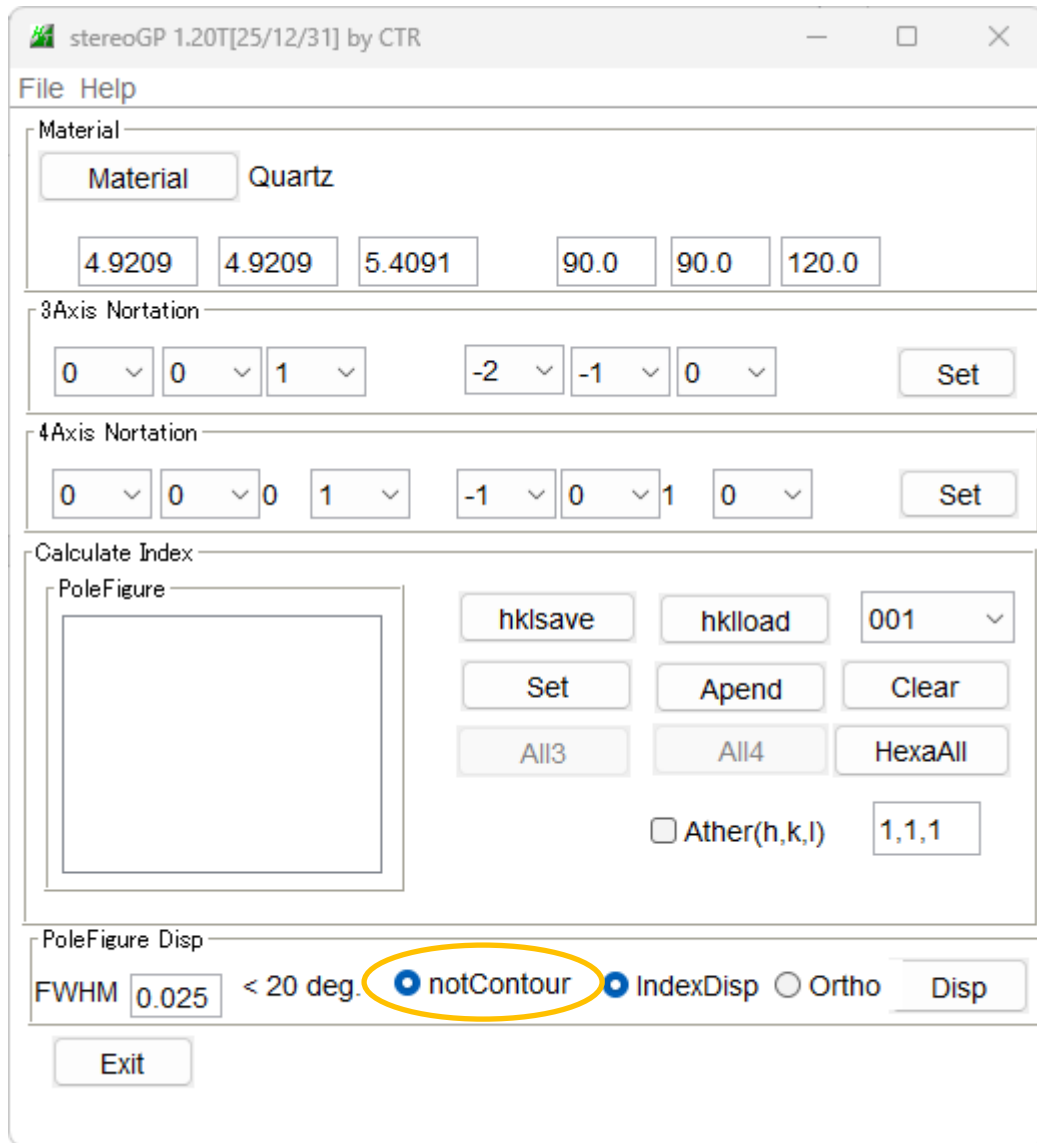 stereoGP 1.20T[25/12/31] by CTR
File Help
Material
Material Quartz
4.9209 4.9209 5.4091 90.0 90.0 120.0
3Axis Nortation
0 0 1 -2 -1 0 Set
4Axis Nortation
0 0 0 1 -1 0 1 0 Set
Calculate Index
PoleFigure
hklsave hklload 001
Set Apend Clear
All3 All4 HexaAll
Ather(h,k,l) 1,1,1
PoleFigure Disp
FWHM 0.025 < 20 deg. notContour IndexDisp Ortho Disp
Exit